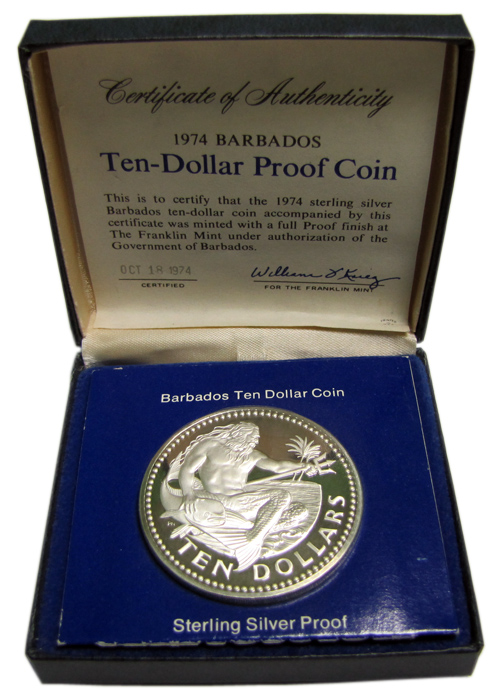 Certificate of Authenticity
1974 BARBADOS
Ten-Dollar Proof Coin
This is to certify that the 1974 sterling silver
Barbados ten-dollar coin accompanied by this
certificate was minted with a full Proof finish at
The Franklin Mint under authorization of the
Government of Barbados.
OCT 18 1974
CERTIFIED
William
FOR THE FRANKLIN MINT
Barbados Ten Dollar Coin
TEN DOLLARS
Sterling Silver Proof